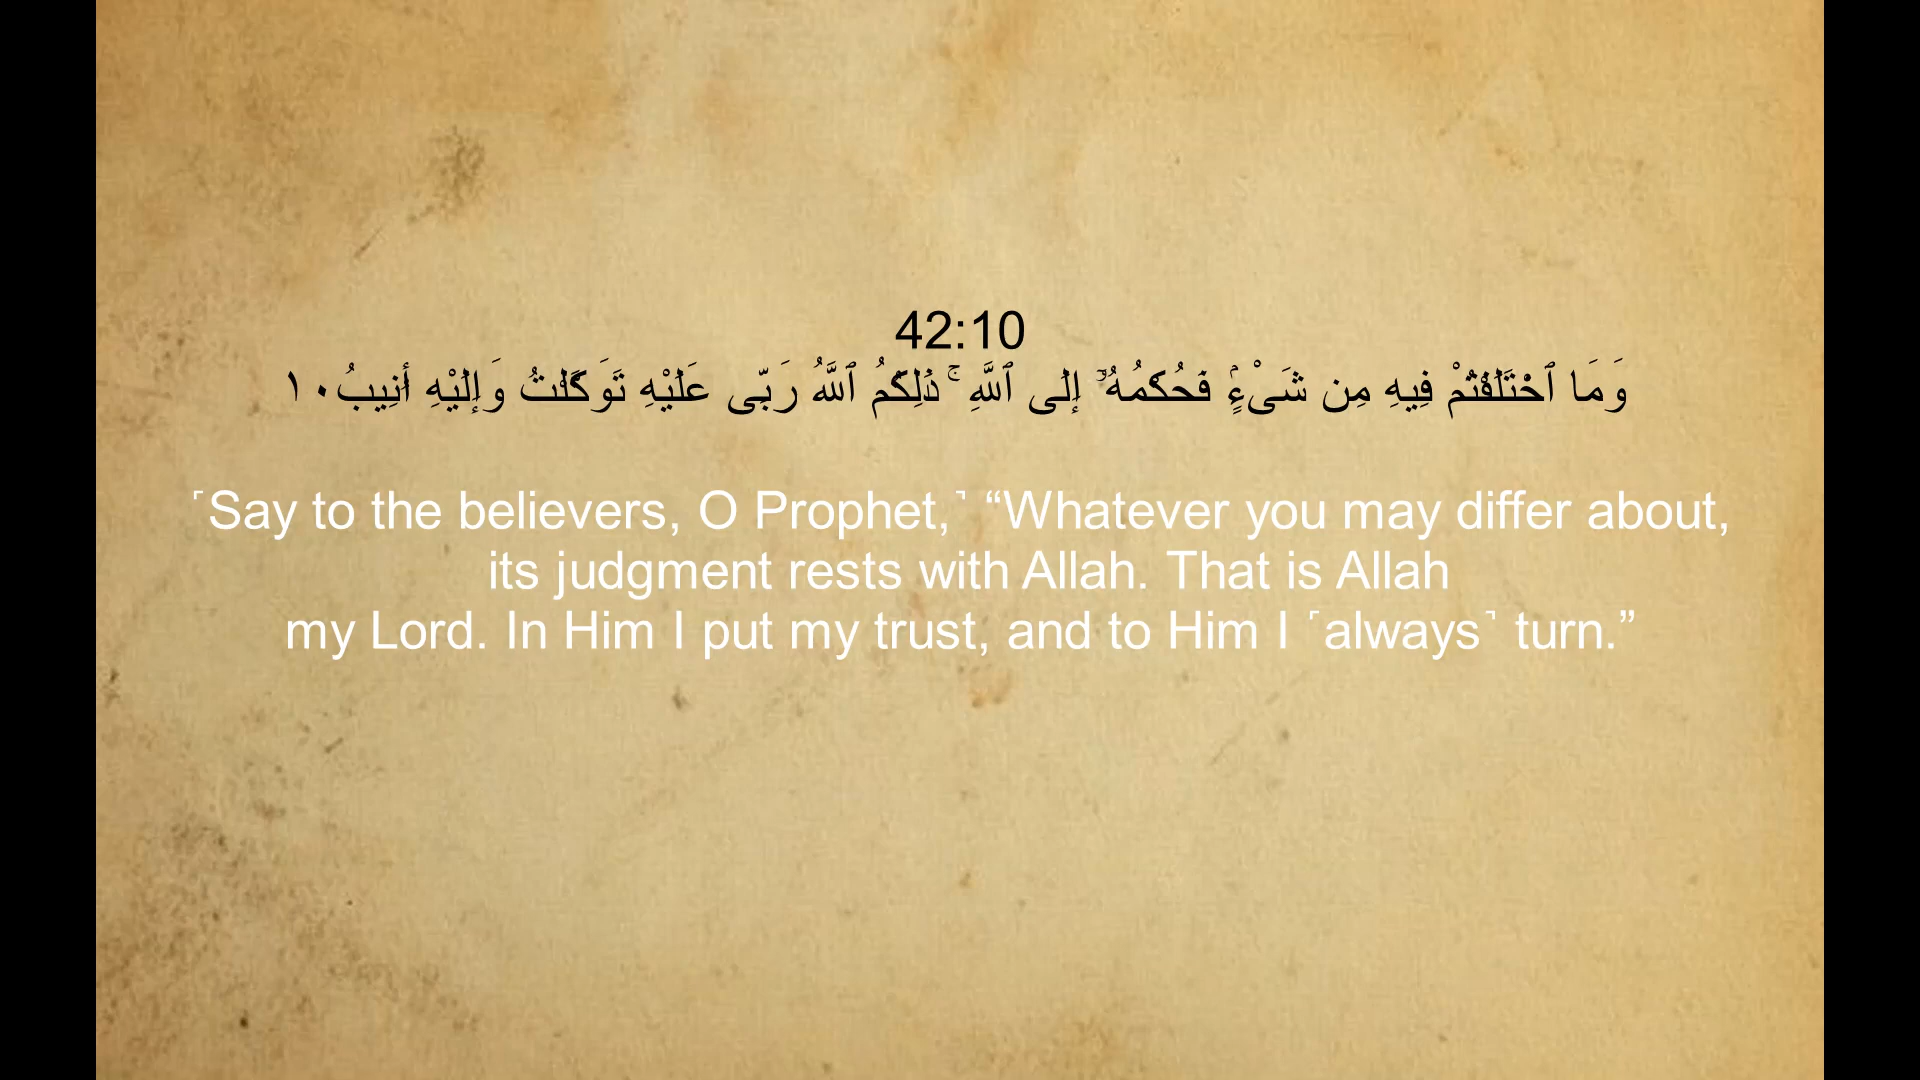 42:10
وَمَا ٱخْتَلَفْتُمْ فِيهِ مِن شَىْءٍۢ فَحُكْمُهُۥٓ إِلَى ٱللَّهِ ۚ ذَٰلِكُمُ ٱللَّهُ رَبِّى عَلَيْهِ تَوَكَّلْتُ وَإِلَيْهِ أُنِيبُ ١٠
˹Say to the believers, O Prophet,˺ “Whatever you may differ about,
its judgment rests with Allah. That is Allah
my Lord. In Him I put my trust, and to Him I ˹always˺ turn.”